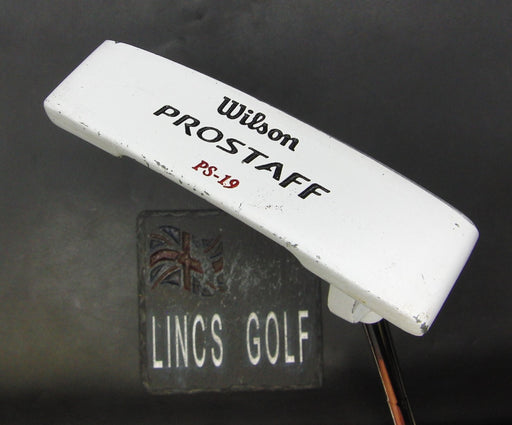 Wilson
PROSTAFF
PS-19
LINCS GOLF